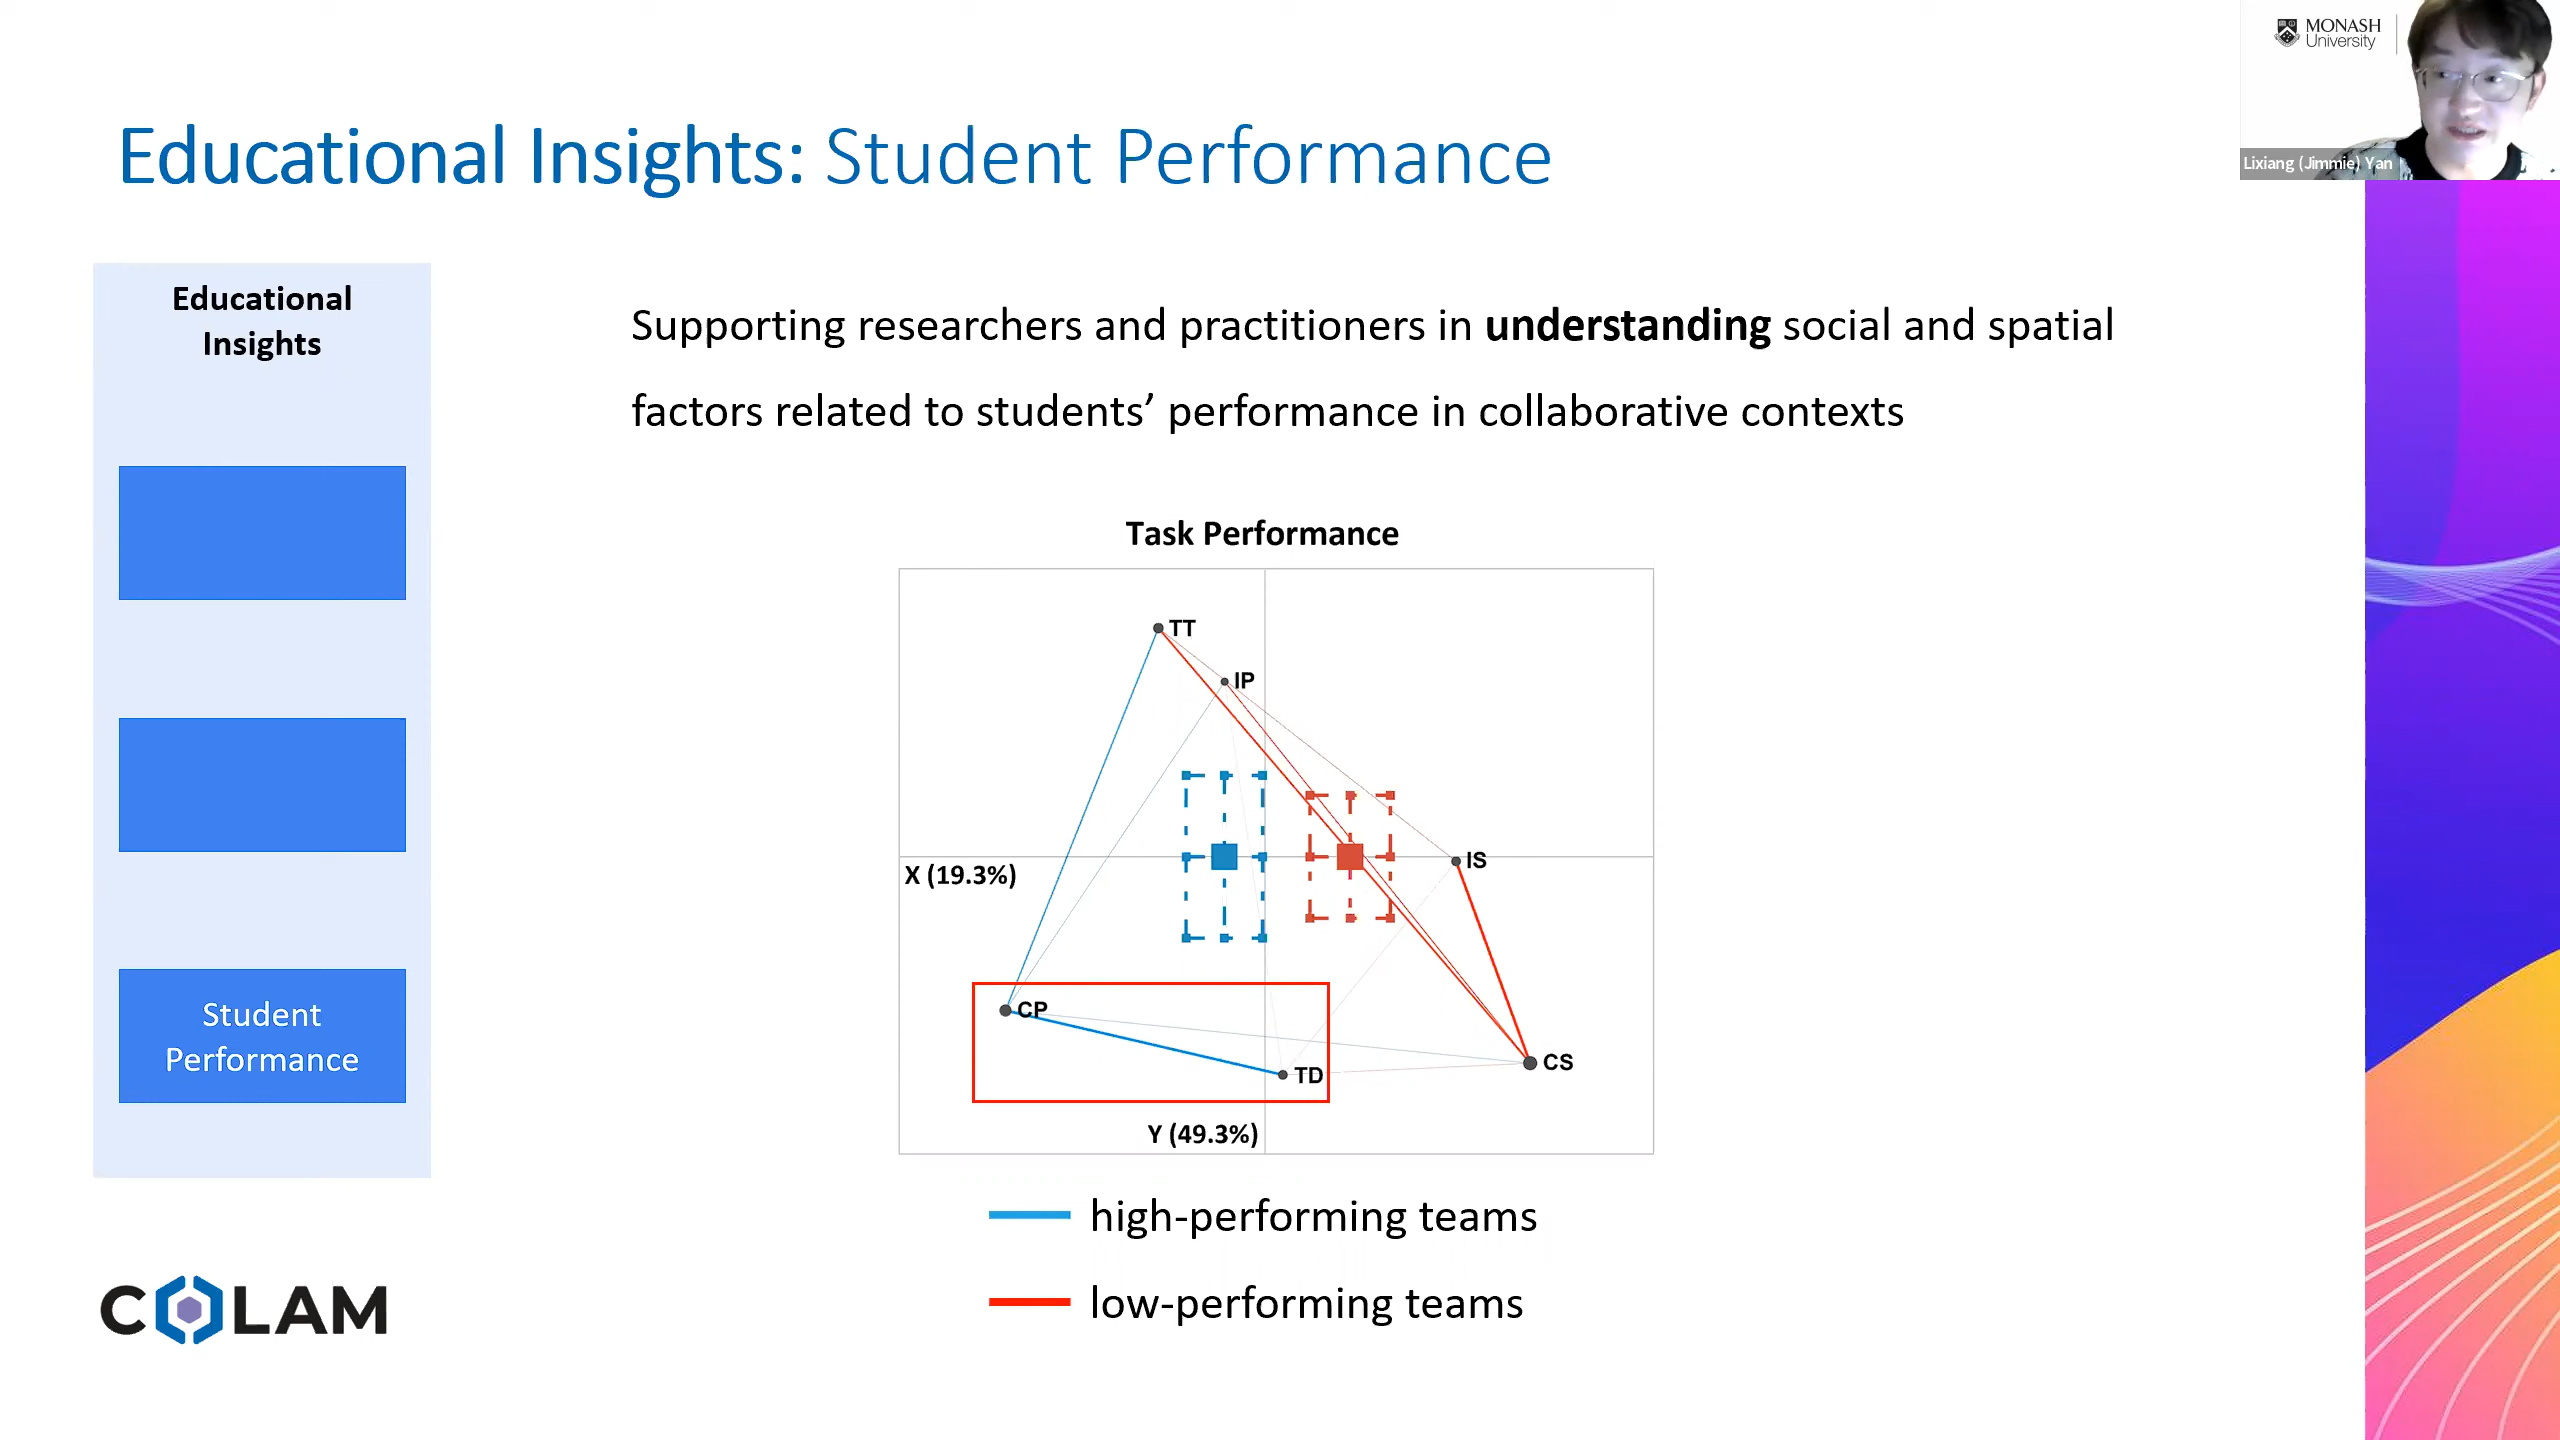 MONASH
University
Lixiang (Jimmie) Yan
Educational Insights: Student Performance
Educational
Insights
Student
Performance
Supporting researchers and practitioners in understanding social and spatial
factors related to students’ performance in collaborative contexts
Task Performance
TT
IP
IS
X (19.3%)
CP
CS
TD
Y (49.3%)
high-performing teams
low-performing teams
COLAM